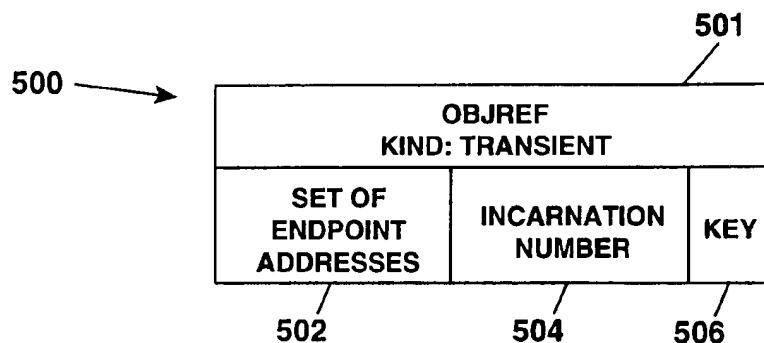 501
500
OBJREF
KIND: TRANSIENT
SET OF
ENDPOINT
ADDRESSES
INCARNATION
NUMBER
KEY
502
504
506